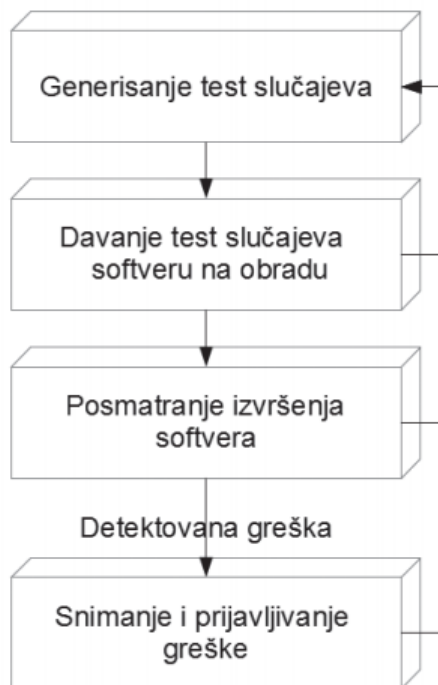 Generisanje test slučajeva
Davanje test slučajeva
softveru na obradu
Posmatranje izvršenja
softvera
Detektovana greška
Snimanje i prijavljivanje
greške